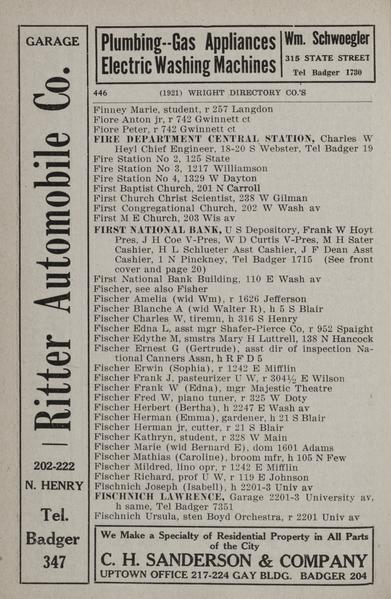 GARAGE
Ritter Automobile Co.
202-222
N. HENRY
Tel.
Badger
347
Plumbing--Gas Appliances
Electric Washing Machines
Wm. Schwoegler
315 STATE STREET
Tel Badger 1730
446 (1921) WRIGHT DIRECTORY CO.'S
Finney Marie, student, r 257 Langdon
Fiore Anton jr, r 742 Gwinnett ct
Fiore Peter, r 742 Gwinnett ct
FIRE DEPARTMENT CENTRAL STATION, Charles W
Heyl Chief Engineer, 18-20 S Webster, Tel Badger 19
Fire Station No 2, 125 State
Fire Station No 3, 1217 Williamson
Fire Station No 4, 1329 W Dayton
First Baptist Church, 201 N Carroll
First Church Christ Scientist, 238 W Gilman
First Congregational Church, 202 W Wash av
First M E Church, 203 Wis av
FIRST NATIONAL BANK, U S Depository, Frank W Hoyt
Pres, J H Coe V-Pres, W D Curtis V-Pres, M H Sater
Cashier, H L Schlueter Asst Cashier, J F Dean Asst
Cashier, 1 N Pinckney, Tel Badger 1715 (See front
cover and page 20)
First National Bank Building, 110 E Wash av
Fischer, see also Fisher
Fischer Amelia (wid Wm), r 1626 Jefferson
Fischer Blanche A (wid Walter R), h 5 S Blair
Fischer Charles W, tiremn, h 316 S Henry
Fischer Edna L, asst mgr Shafer-Pierce Co, r 952 Spaight
Fischer Edythe M, smstrs Mary H Luttrell, 138 N Hancock
Fischer Ernest G (Gertrude), asst dir of inspection Na-
tional Canners Assn, h R F D 5
Fischer Erwin (Sophia), r 1242 E Mifflin
Fischer Frank J, pasteurizer U W, r 304½ E Wilson
Fischer Frank W (Edna), mgr Majestic Theatre
Fischer Fred W, piano tuner, r 325 W Doty
Fischer Herbert (Bertha), h 2247 E Wash av
Fischer Herman (Emma), gardener, h 21 S Blair
Fischer Herman jr, cutter, r 21 S Blair
Fischer Kathryn, student, r 328 W Main
Fischer Marie (wid Bernard E), dom 1601 Adams
Fischer Mathias (Caroline), broom mfr, h 105 N Few
Fischer Mildred, lino opr, r 1242 E Mifflin
Fischer Richard, prof U W, r 119 E Johnson
Fischnich Joseph (Isabel), h 2201-3 Univ av
FISCHNICH LAWRENCE, Garage 2201-3 University av,
h same, Tel Badger 7351
Fischnich Ursula, sten Boyd Orchestra, r 2201 Univ av
We Make a Specialty of Residential Property in All Parts
of the City
C. H. SANDERSON & COMPANY
UPTOWN OFFICE 217-224 GAY BLDG. BADGER 204